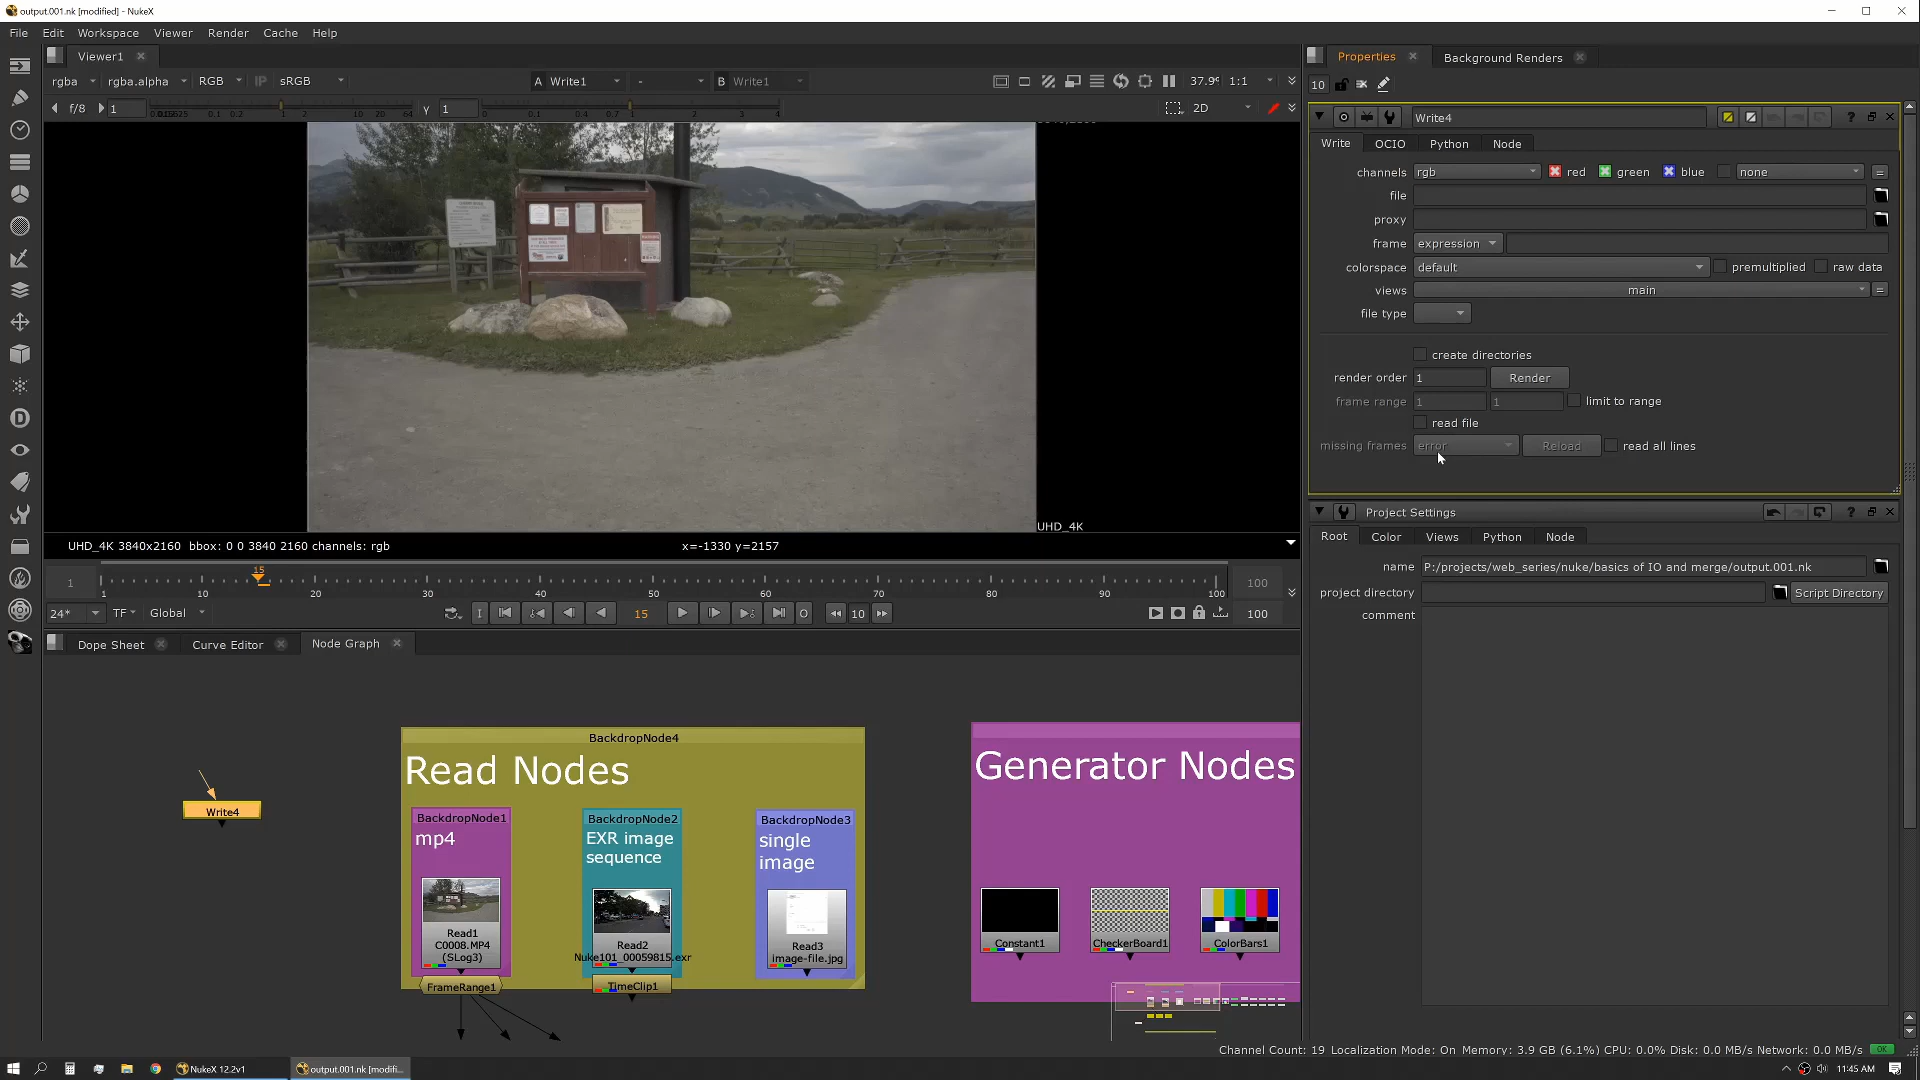 output.001.nk [modified] - NukeX
File Edit Workspace Viewer Render Cache Help
Viewer1
rgba rgba.alpha RGB IP sRGB A Write1 - B Write1 37.9% 1:1
f/8 1 Y 1 2D
UHD_4K
UHD_4K 3840x2160 bbox: 0 0 3840 2160 channels: rgb x=-1330 y=2157
1 15 100
1 10 20 30 40 50 60 70 80 90 100
24* TF Global 15 10 100
Dope Sheet Curve Editor Node Graph
BackdropNode4
Read Nodes
BackdropNode1
mp4
Read1
C0008.MP4
(SLog3)
FrameRange1
BackdropNode2
EXR image
sequence
Read2
Nuke101_00059815.exr
TimeClip1
BackdropNode3
single
image
Read3
image-file.jpg
Write4
Generator Nodes
Constant1
CheckerBoard1
ColorBars1
Properties Background Renders
10
Write4
Write OCIO Python Node
channels rgb red green blue none =
file
proxy
frame expression
colorspace default premultiplied raw data
views main =
file type
create directories
render order 1 Render
frame range 1 1 limit to range
read file
missing frames error Reload read all lines
Project Settings
Root Color Views Python Node
name P:/projects/web_series/nuke/basics of IO and merge/output.001.nk
project directory Script Directory
comment
Channel Count: 19 Localization Mode: On Memory: 3.9 GB (6.1%) CPU: 0.0% Disk: 0.0 MB/s Network: 0.0 MB/s OK
NukeX 12.2v1 output.001.nk [modifi... 11:45 AM